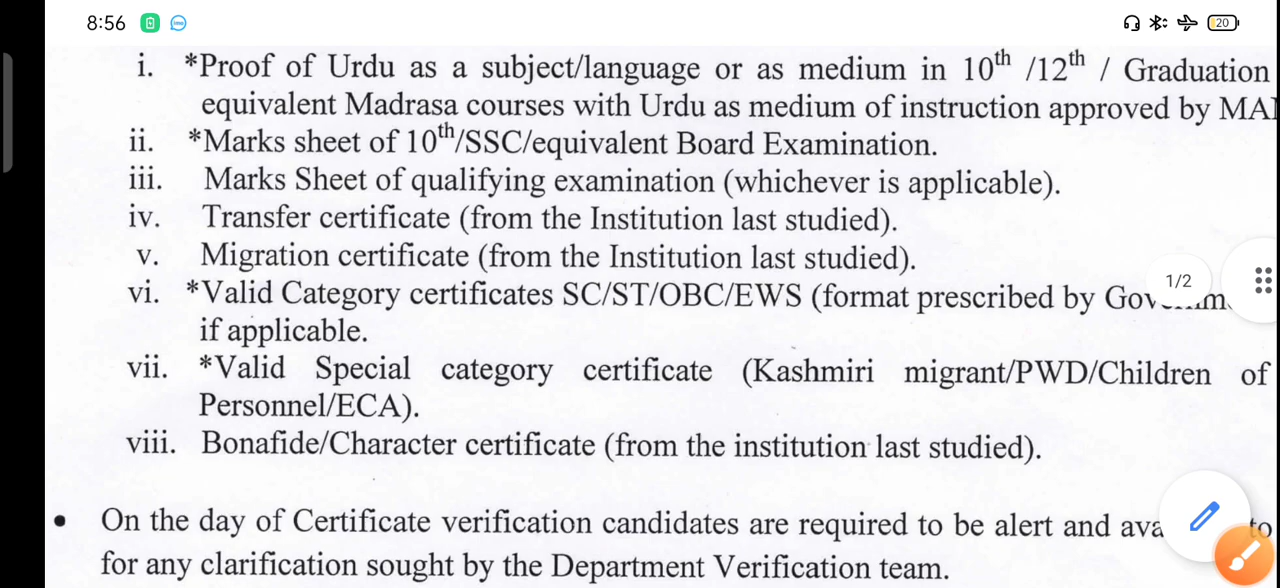 8:56
20
i. *Proof of Urdu as a subject/language or as medium in 10th /12th / Graduation
equivalent Madrasa courses with Urdu as medium of instruction approved by
ii. *Marks sheet of 10th/SSC/equivalent Board Examination.
iii. Marks Sheet of qualifying examination (whichever is applicable).
iv. Transfer certificate (from the Institution last studied).
v. Migration certificate (from the Institution last studied).
1/2
vi. *Valid Category certificates SC/ST/OBC/EWS (format prescribed by
if applicable.
vii. *Valid Special category certificate (Kashmiri migrant/PWD/Children of
Personnel/ECA).
viii. Bonafide/Character certificate (from the institution last studied).
• On the day of Certificate verification candidates are required to be alert and to
for any clarification sought by the Department Verification team.